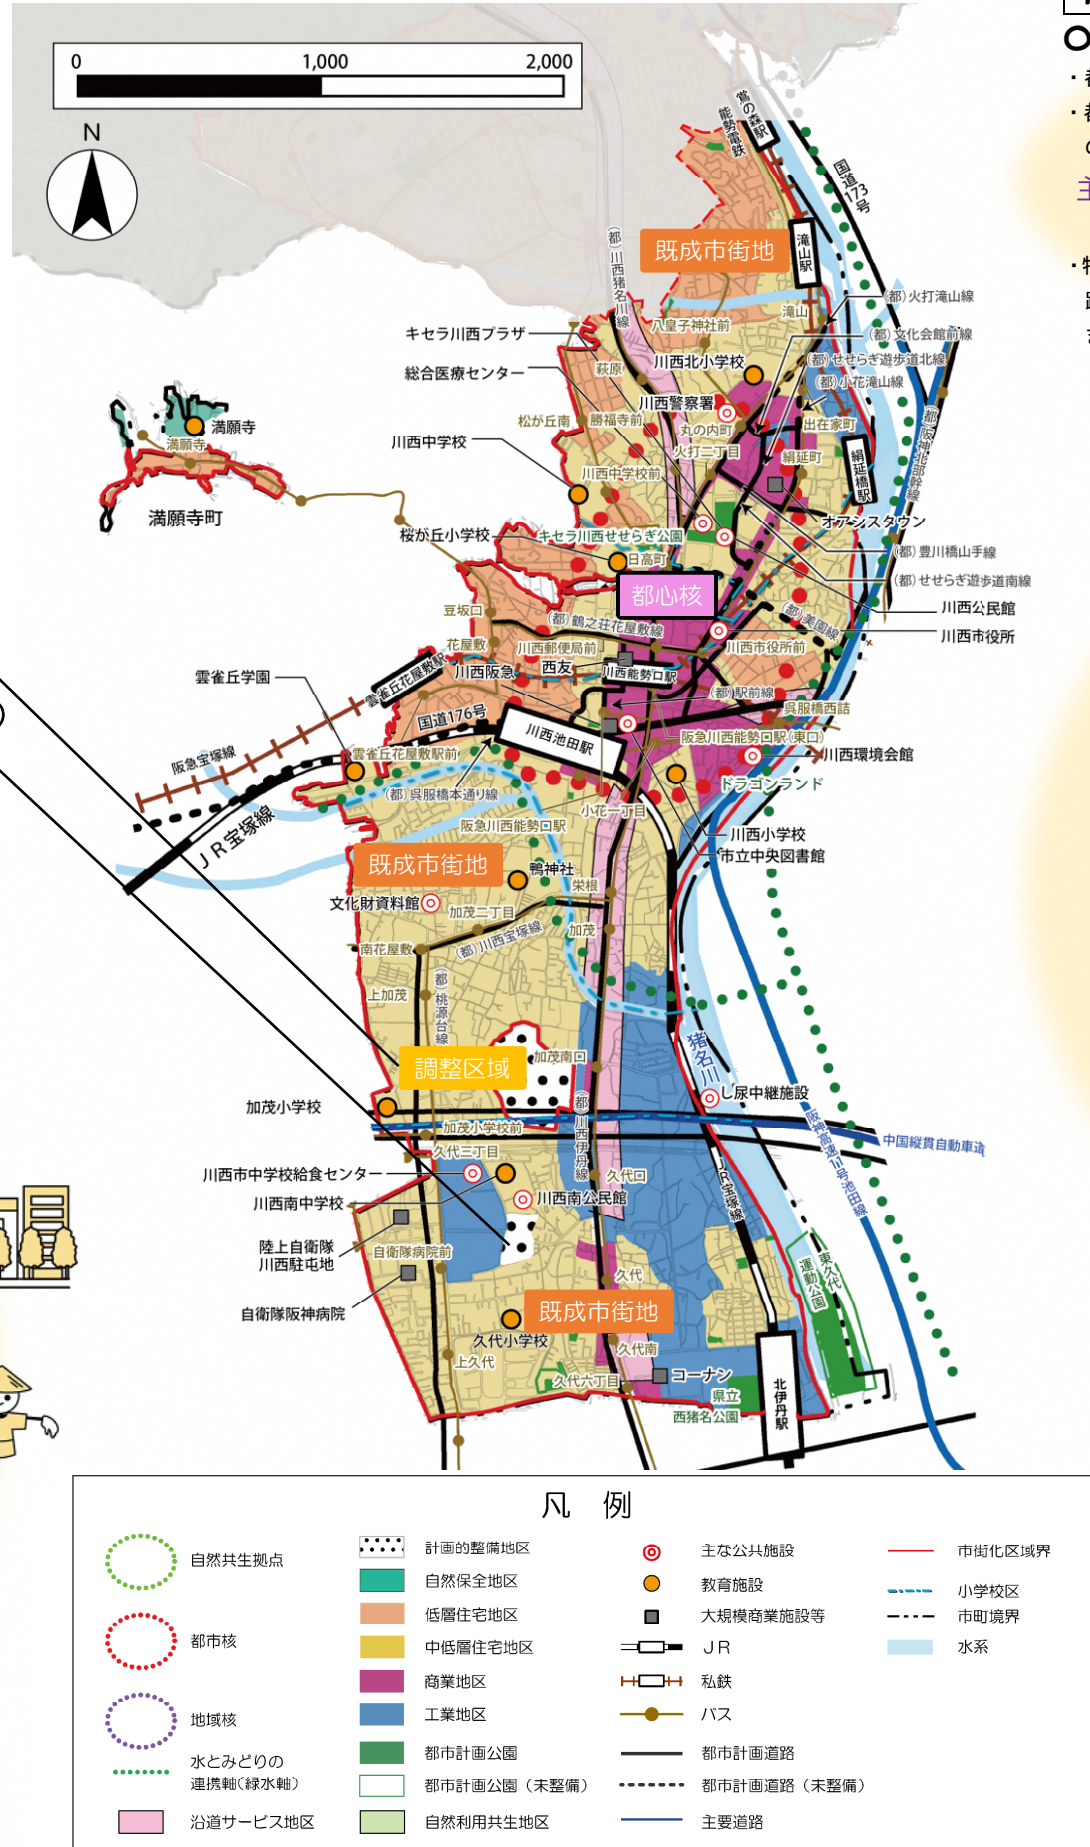 0 1,000 2,000
N
鴬の森駅
能勢電鉄
国道173号
滝山駅
既成市街地
(都)川西猪名川線
(都)火打滝山線
滝山
八皇子神社前
キセラ川西プラザ
(都)文化会館前線
川西北小学校
(都)せせらぎ遊歩道北線
総合医療センター
萩原
(都)小花滝山線
川西警察署
(都)阪神北部幹線
満願寺
満願寺
松が丘南
勝福寺前
丸の内町
出在家町
川西中学校
火打二丁目
絹延町
絹延橋駅
川西中学校前
満願寺町
オアシスタウン
桜が丘小学校
キセラ川西せせらぎ公園
(都)豊川橋山手線
日高町
(都)せせらぎ遊歩道南線
都心核
豆坂口
川西公民館
(都)鶴之荘花屋敷線
(都)美園線
川西市役所
花屋敷
川西郵便局前
川西市役所前
雲雀丘花屋敷駅
川西阪急
西友
川西能勢口駅
雲雀丘学園
(都)駅前線
国道176号
呉服橋西詰
川西池田駅
阪急川西能勢口駅(東口)
阪急宝塚線
雲雀丘花屋敷駅前
川西環境会館
ドラゴンランド
(都)呉服橋本通り線
小花一丁目
JR宝塚線
阪急川西能勢口駅
川西小学校
市立中央図書館
既成市街地
鴨神社
栄根
文化財資料館
加茂二丁目
(都)川西宝塚線
加茂
南花屋敷
(都)桃源台線
上加茂
猪名川
調整区域
加茂南口
し尿中継施設
加茂小学校
(都)川西伊丹線
阪神高速11号池田線
加茂小学校前
中国縦貫自動車道
久代三丁目
JR宝塚線
川西市中学校給食センター
久代口
川西南中学校
川西南公民館
陸上自衛隊
川西駐屯地
自衛隊病院前
東久代
運動公園
久代
自衛隊阪神病院
既成市街地
久代小学校
久代南
上久代
久代六丁目
コーナン
県立
西猪名公園
北伊丹駅
凡 例
自然共生拠点
都市核
地域核
水とみどりの
連携軸(緑水軸)
沿道サービス地区
計画的整備地区
自然保全地区
低層住宅地区
中低層住宅地区
商業地区
工業地区
都市計画公園
都市計画公園(未整備)
自然利用共生地区
主な公共施設
教育施設
大規模商業施設等
JR
私鉄
バス
都市計画道路
都市計画道路(未整備)
主要道路
市街化区域界
小学校区
市町境界
水系